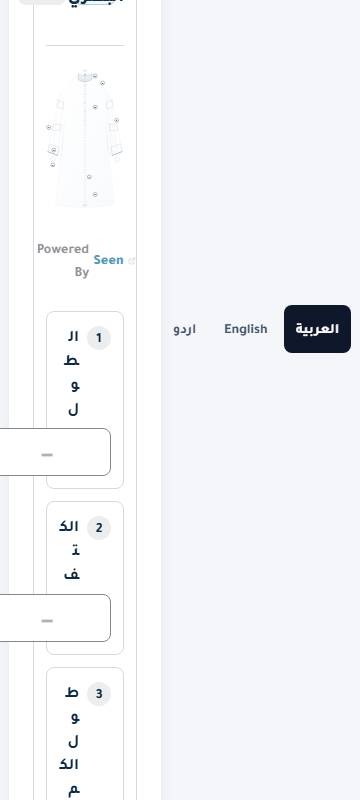 Powered
By
Seen
1
ال
ط
و
ل
–
العربية
English
اردو
2
الك
ت
ف
–
3
ط
و
ل
الك
م